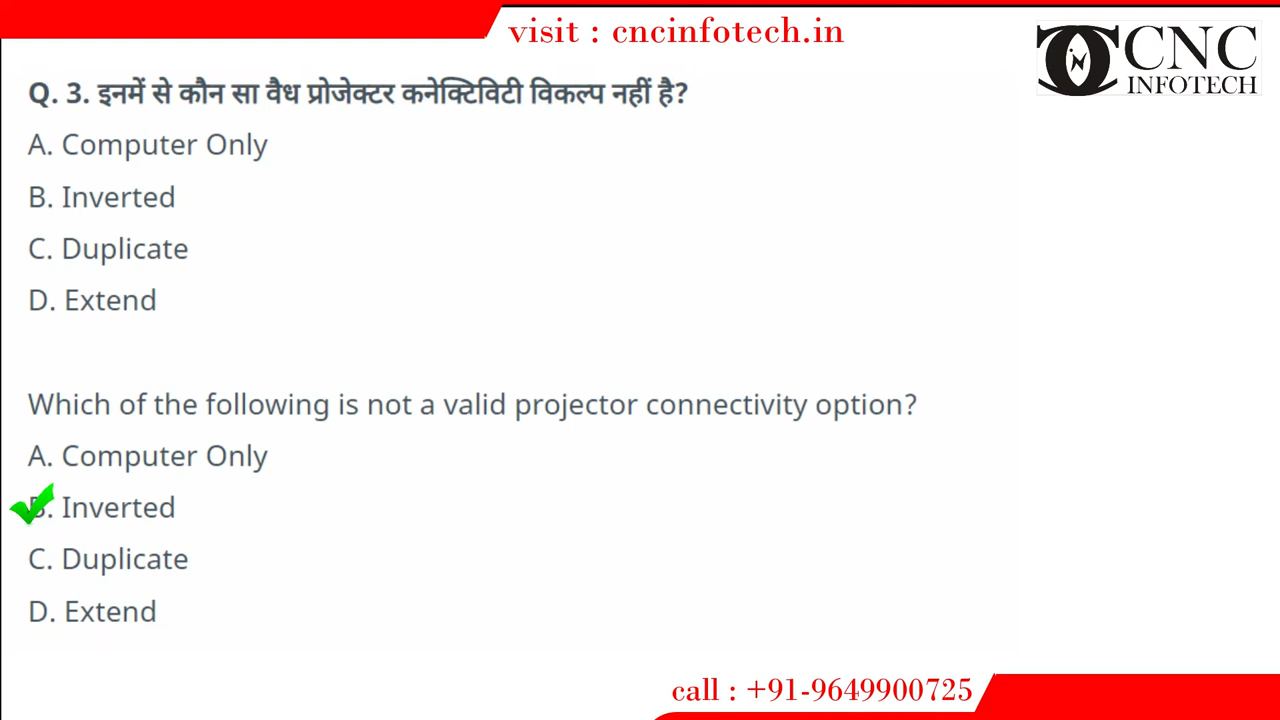 visit : cncinfotech.in
CNC
INFOTECH
Q. 3. इनमें से कौन सा वैध प्रोजेक्टर कनेक्टिविटी विकल्प नहीं है?
A. Computer Only
B. Inverted
C. Duplicate
D. Extend
Which of the following is not a valid projector connectivity option?
A. Computer Only
B. Inverted
C. Duplicate
D. Extend
call : +91-9649900725